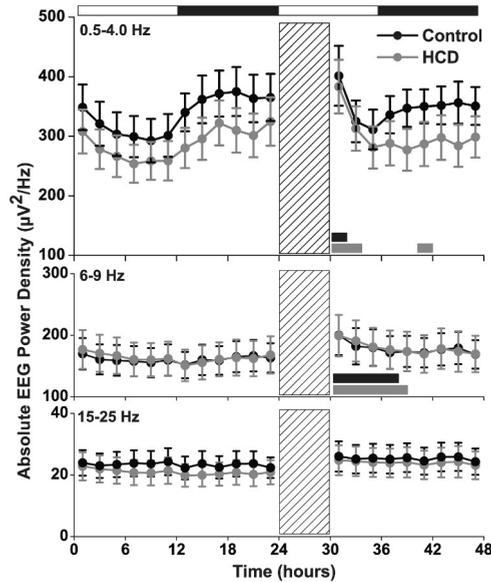 500
0.5-4.0 Hz
Control
HCD
400
300
200
100
300
6-9 Hz
200
100
40
15-25 Hz
20
0
0 6 12 18 24 30 36 42 48
Time (hours)
Absolute EEG Power Density (µV²/Hz)